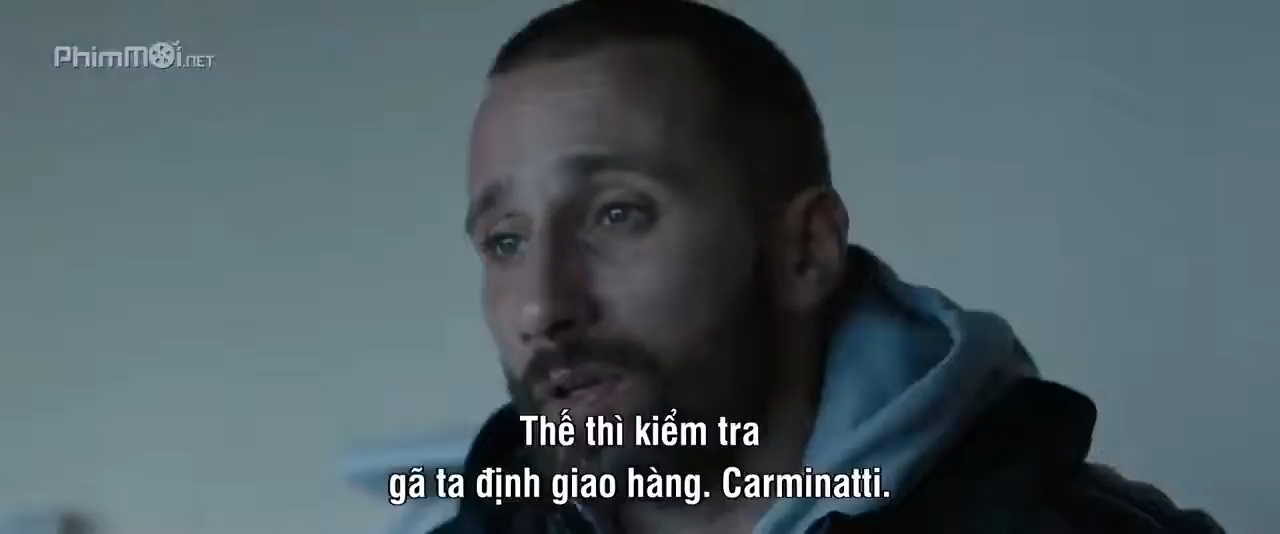 PhimMỚi.NET
Thế thì kiểm tra
gã ta định giao hàng. Carminatti.